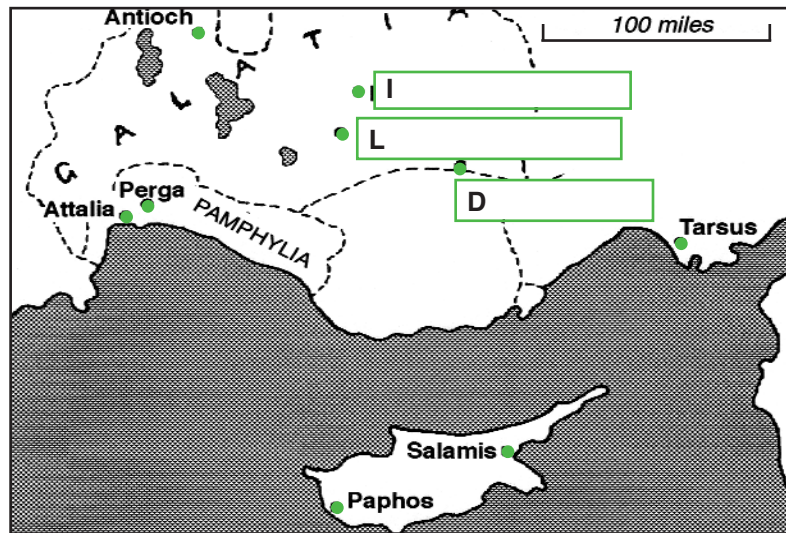 Antioch
100 miles
G A L A T I A
I
L
D
Perga
Attalia
PAMPHYLIA
Tarsus
Salamis
Paphos